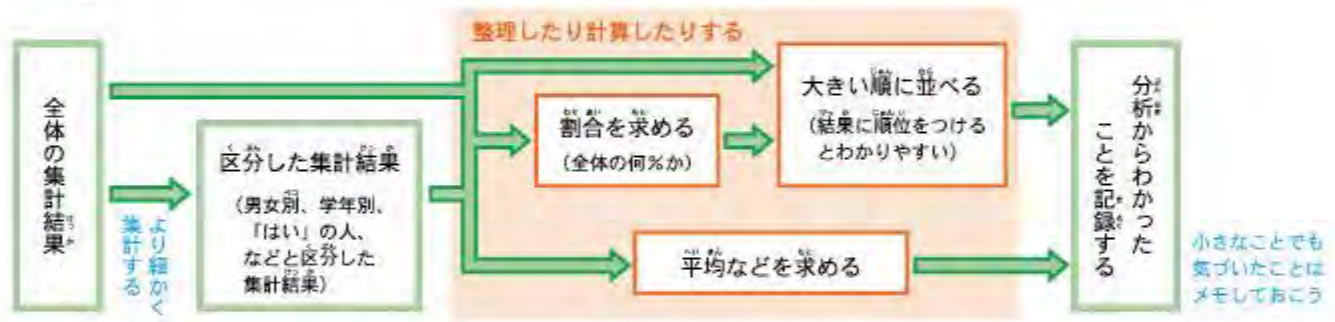 全体の集計結果
より細かく
集計する
区分した集計結果
(男女別、学年別、
「はい」の人、
などと区分した
集計結果)
整理したり計算したりする
割合を求める
(全体の何%か)
大きい順に並べる
(結果に順位をつける
とわかりやすい)
平均などを求める
分析からわかった
ことを記録する
小さなことでも
気づいたことは
メモしておこう